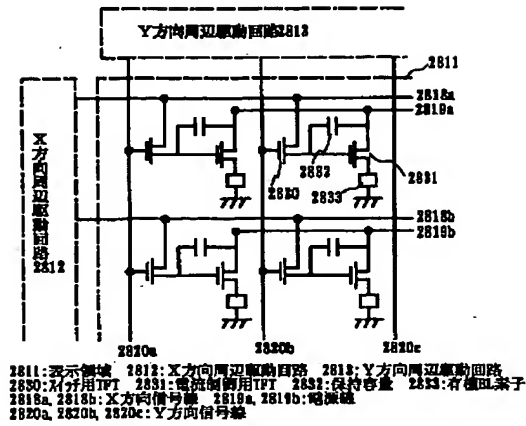 Y方向周辺駆動回路2813
2811
2818a
2819a
X方向周辺駆動回路2812
2832
2831
2830
2833
2818b
2819b
2820a
2820b
2820c
2811:表示領域 2812:X方向周辺駆動回路 2813:Y方向周辺駆動回路
2830:スイッチ用TFT 2831:電流制御用TFT 2832:保持容量 2833:有機EL素子
2818a, 2818b:X方向信号線 2819a, 2819b:電源線
2820a, 2820b, 2820c:Y方向信号線